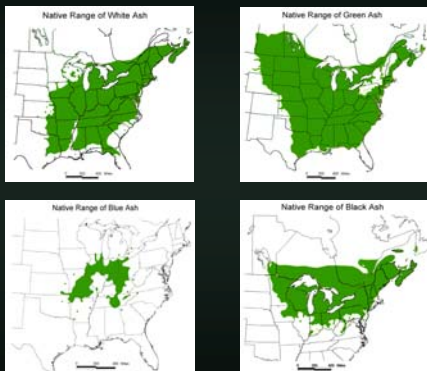 Native Range of White Ash
Native Range of Green Ash
Native Range of Blue Ash
Native Range of Black Ash